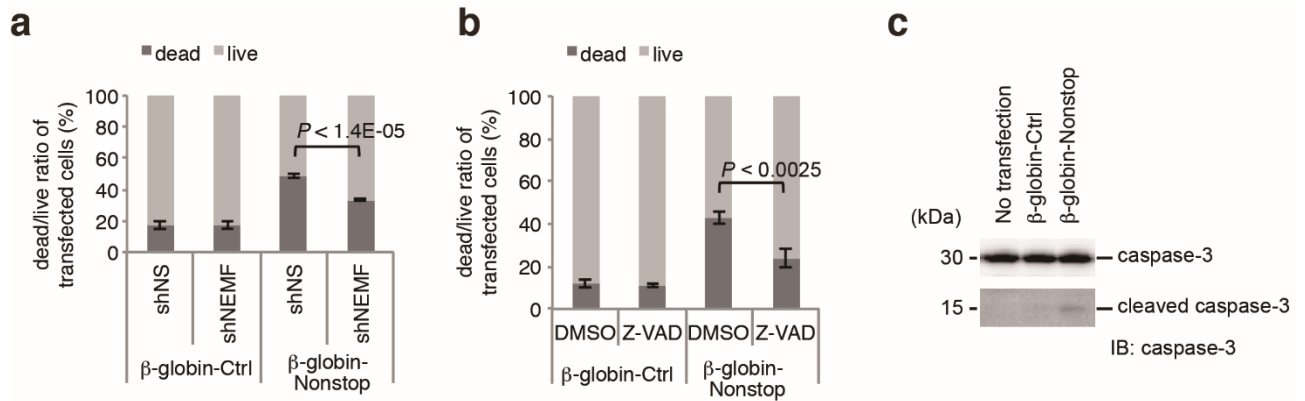 a
dead live
dead/live ratio of
transfected cells (%)
100
80
60
40
20
0
P < 1.4E-05
shNS
shNEMF
shNS
shNEMF
β-globin-Ctrl
β-globin-
Nonstop
b
dead live
dead/live ratio of
transfected cells (%)
100
80
60
40
20
0
P < 0.0025
DMSO Z-VAD DMSO Z-VAD
β-globin-Ctrl
β-globin-
Nonstop
c
No transfection
β-globin-Ctrl
β-globin-Nonstop
(kDa)
30 caspase-3
15 cleaved caspase-3
IB: caspase-3